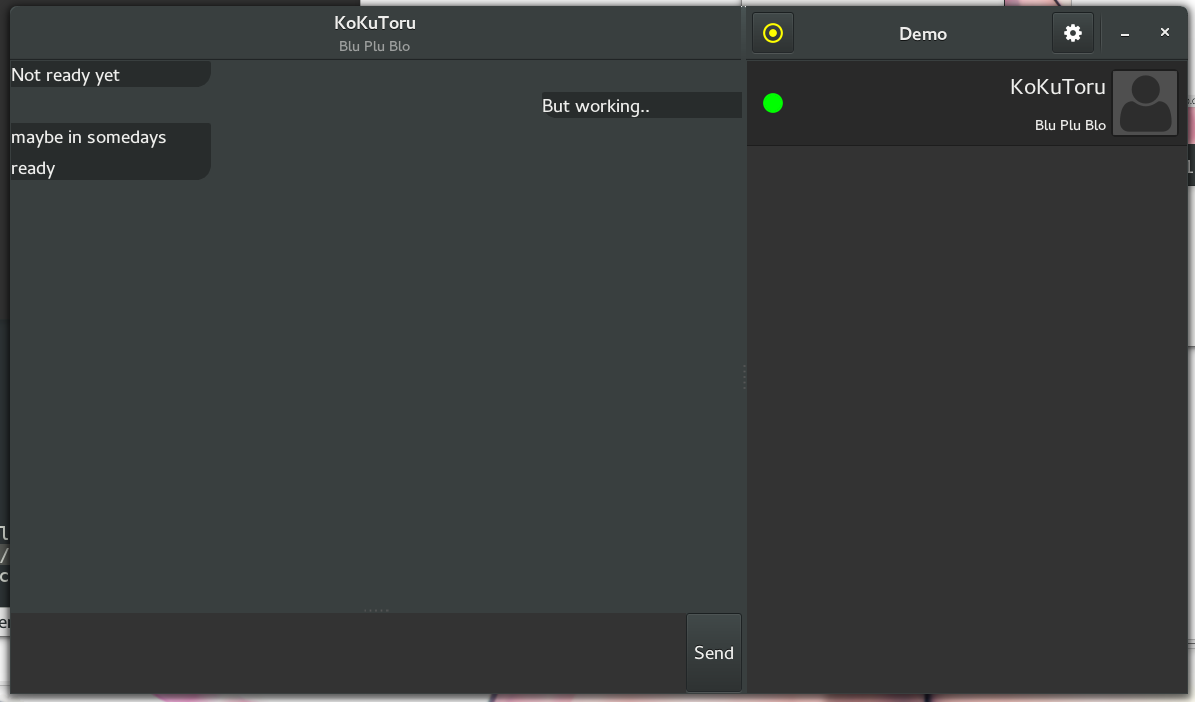 KoKuToru
Blu Plu Blo
Not ready yet
But working..
maybe in somedays
ready
Send
Demo
KoKuToru
Blu Plu Blo